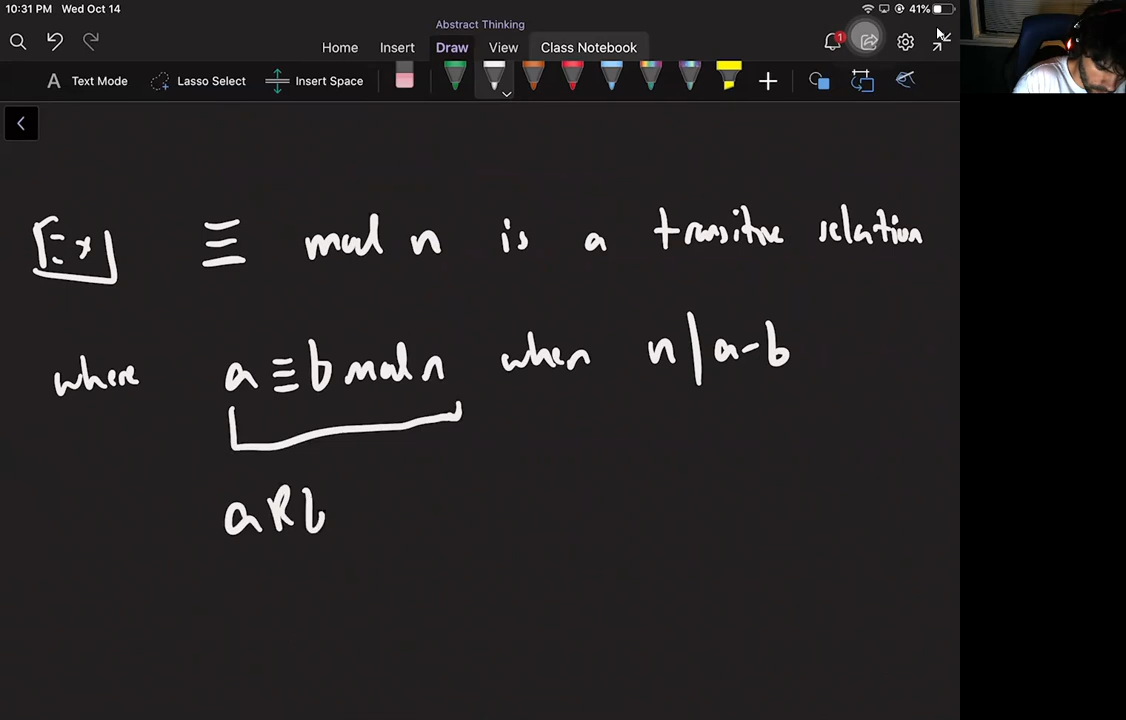 10:31 PM Wed Oct 14
Abstract Thinking
41%
Home Insert Draw View Class Notebook
1
A Text Mode Lasso Select Insert Space
Ex ≡ mod n is a transitive relation
where a ≡ b mod n when n | a-b
a R b